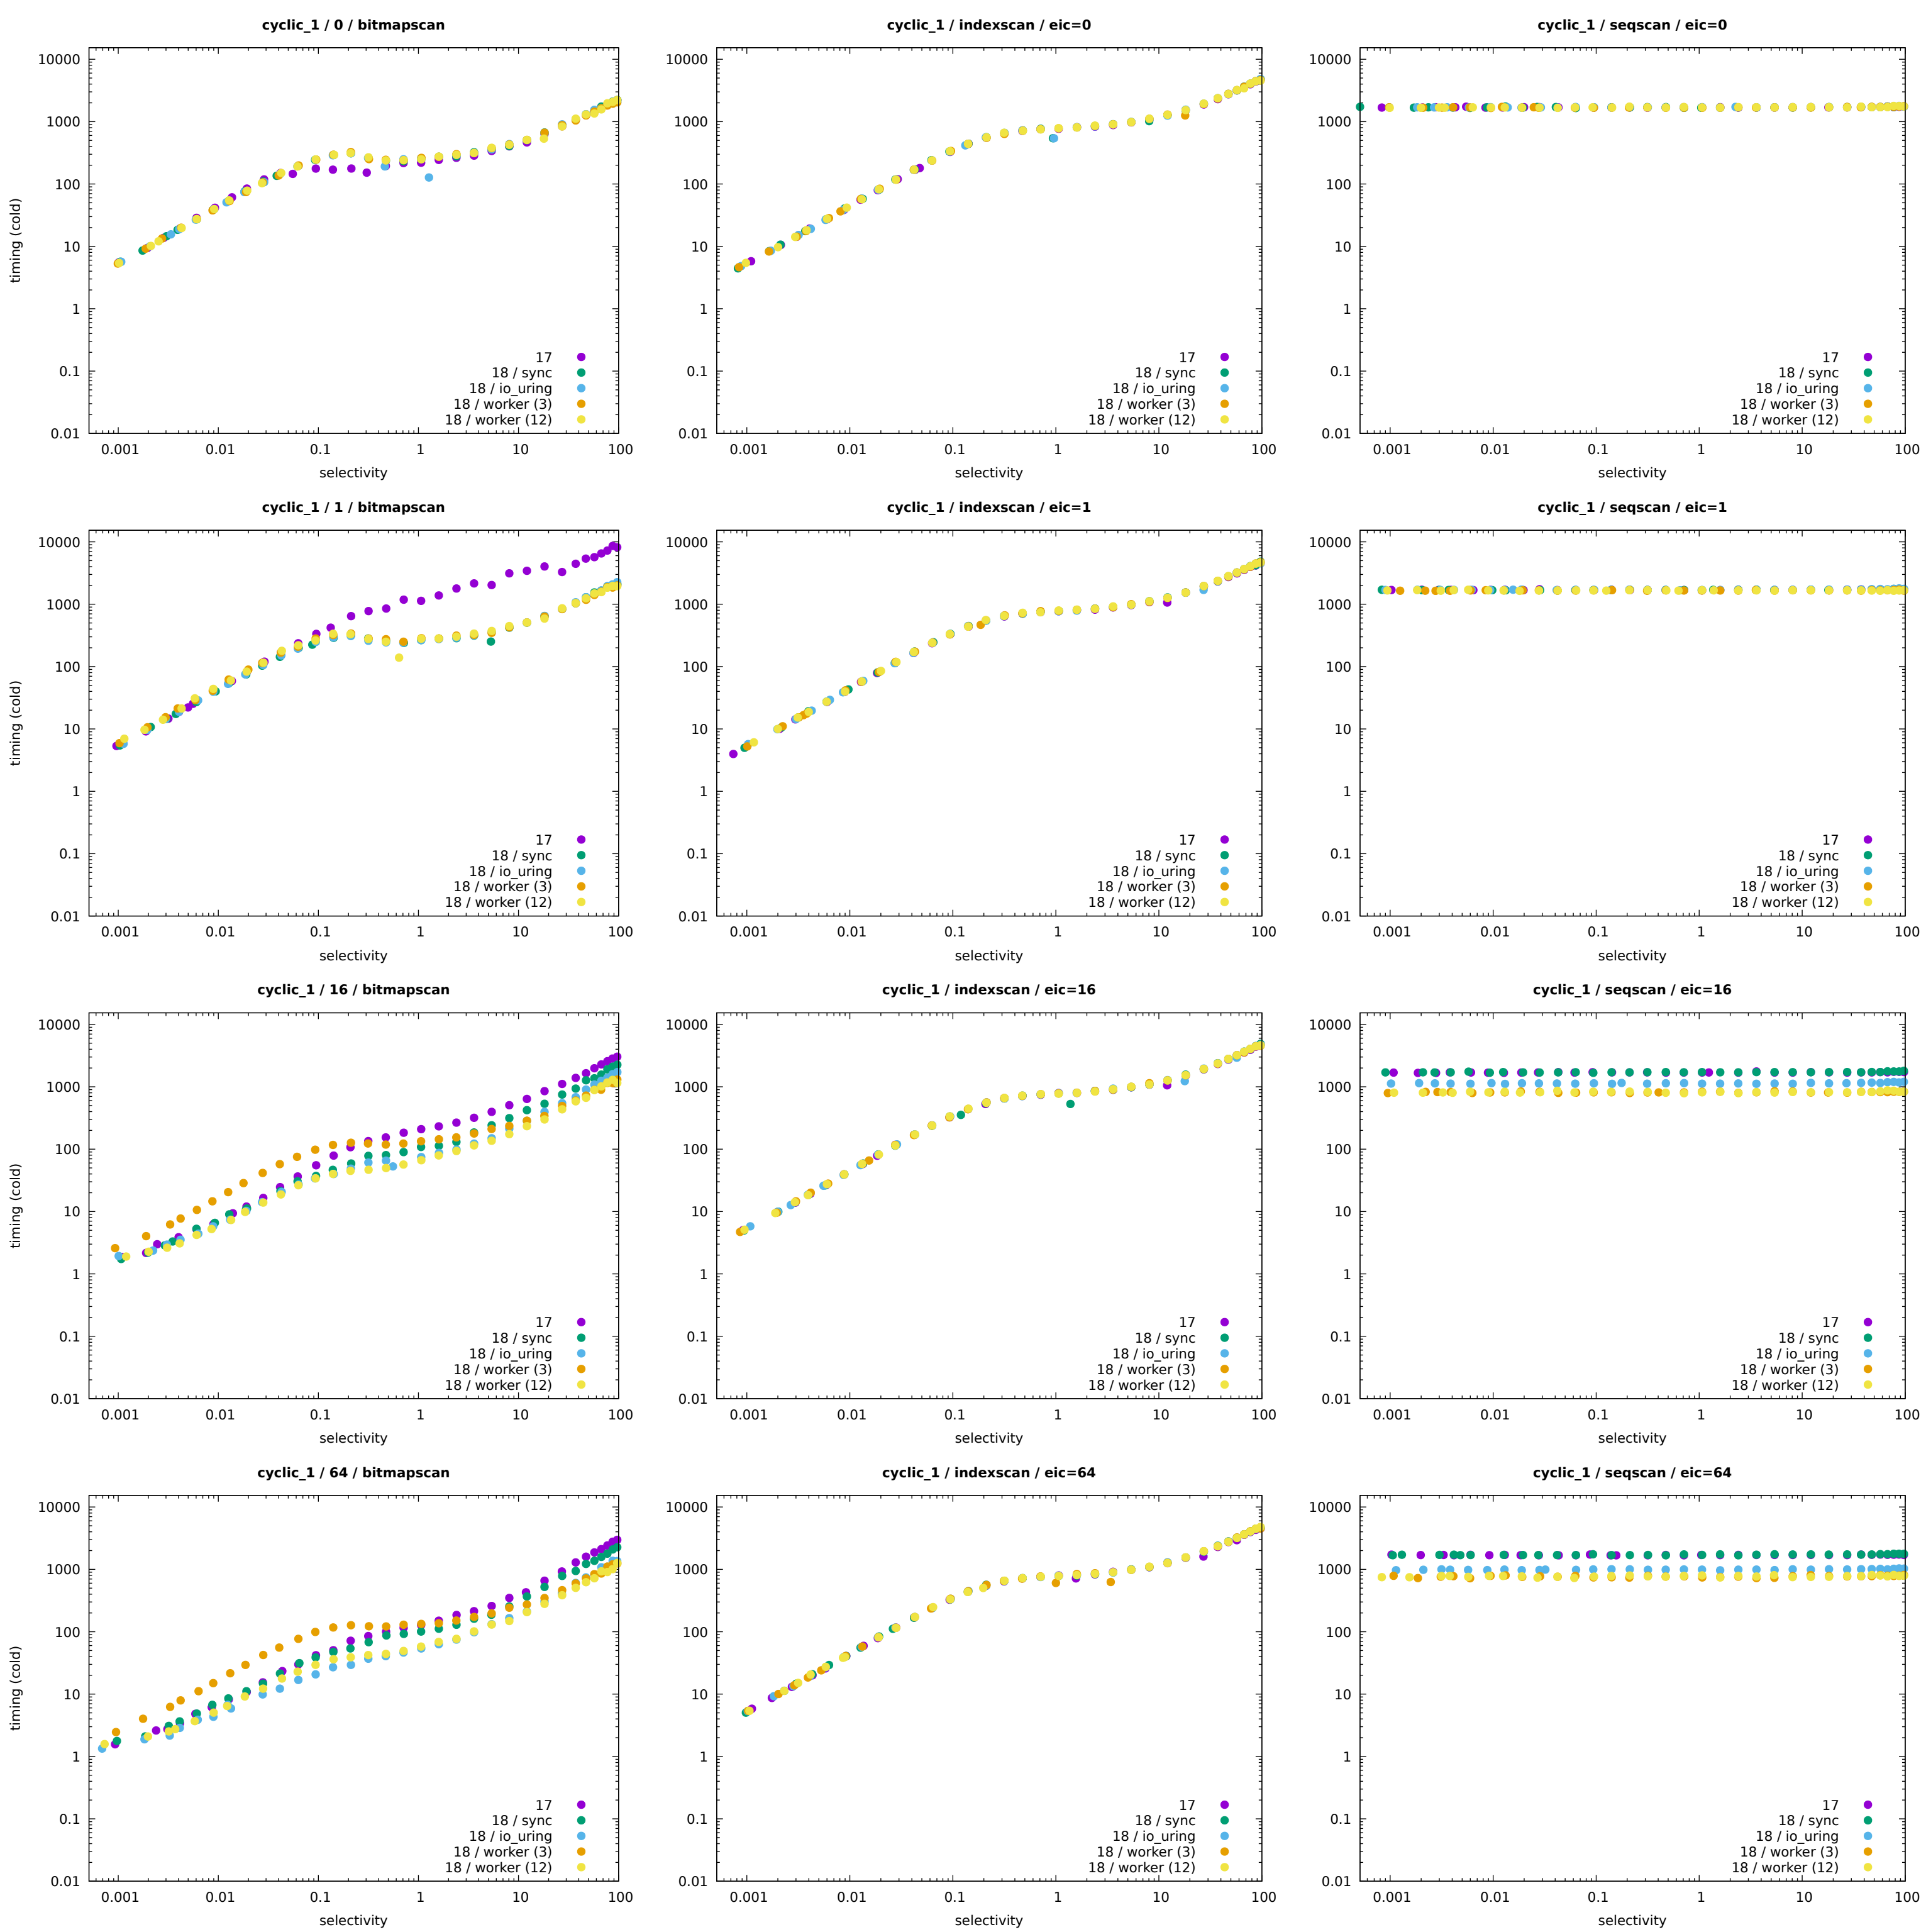 cyclic_1 / 0 / bitmapscan
timing (cold)
10000
1000
100
10
1
0.1
0.01
17
18 / sync
18 / io_uring
18 / worker (3)
18 / worker (12)
0.001 0.01 0.1 1 10 100
selectivity
cyclic_1 / indexscan / eic=0
10000
1000
100
10
1
0.1
0.01
17
18 / sync
18 / io_uring
18 / worker (3)
18 / worker (12)
0.001 0.01 0.1 1 10 100
selectivity
cyclic_1 / seqscan / eic=0
10000
1000
100
10
1
0.1
0.01
17
18 / sync
18 / io_uring
18 / worker (3)
18 / worker (12)
0.001 0.01 0.1 1 10 100
selectivity
cyclic_1 / 1 / bitmapscan
timing (cold)
10000
1000
100
10
1
0.1
0.01
17
18 / sync
18 / io_uring
18 / worker (3)
18 / worker (12)
0.001 0.01 0.1 1 10 100
selectivity
cyclic_1 / indexscan / eic=1
10000
1000
100
10
1
0.1
0.01
17
18 / sync
18 / io_uring
18 / worker (3)
18 / worker (12)
0.001 0.01 0.1 1 10 100
selectivity
cyclic_1 / seqscan / eic=1
10000
1000
100
10
1
0.1
0.01
17
18 / sync
18 / io_uring
18 / worker (3)
18 / worker (12)
0.001 0.01 0.1 1 10 100
selectivity
cyclic_1 / 16 / bitmapscan
timing (cold)
10000
1000
100
10
1
0.1
0.01
17
18 / sync
18 / io_uring
18 / worker (3)
18 / worker (12)
0.001 0.01 0.1 1 10 100
selectivity
cyclic_1 / indexscan / eic=16
10000
1000
100
10
1
0.1
0.01
17
18 / sync
18 / io_uring
18 / worker (3)
18 / worker (12)
0.001 0.01 0.1 1 10 100
selectivity
cyclic_1 / seqscan / eic=16
10000
1000
100
10
1
0.1
0.01
17
18 / sync
18 / io_uring
18 / worker (3)
18 / worker (12)
0.001 0.01 0.1 1 10 100
selectivity
cyclic_1 / 64 / bitmapscan
timing (cold)
10000
1000
100
10
1
0.1
0.01
17
18 / sync
18 / io_uring
18 / worker (3)
18 / worker (12)
0.001 0.01 0.1 1 10 100
selectivity
cyclic_1 / indexscan / eic=64
10000
1000
100
10
1
0.1
0.01
17
18 / sync
18 / io_uring
18 / worker (3)
18 / worker (12)
0.001 0.01 0.1 1 10 100
selectivity
cyclic_1 / seqscan / eic=64
10000
1000
100
10
1
0.1
0.01
17
18 / sync
18 / io_uring
18 / worker (3)
18 / worker (12)
0.001 0.01 0.1 1 10 100
selectivity